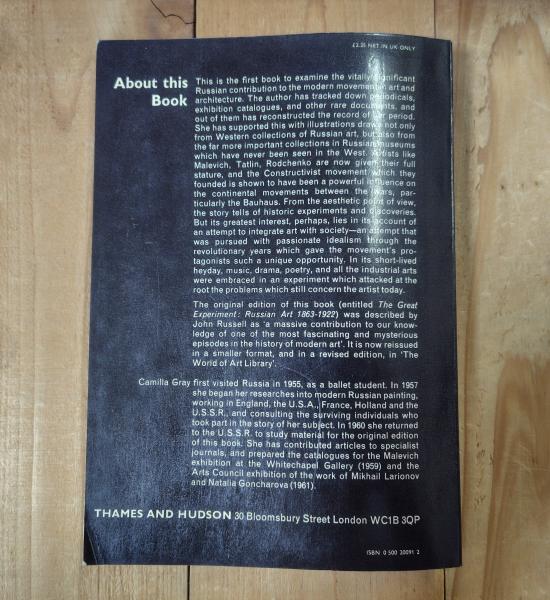 £2.25 NET IN UK ONLY
About this
Book
This is the first book to examine the vitally significant
Russian contribution to the modern movement in art and
architecture. The author has tracked down periodicals,
exhibition catalogues, and other rare documents, and
out of them has reconstructed the record of her period.
She has supported this with illustrations drawn not only
from Western collections of Russian art, but also from
the far more important collections in Russian museums
which have never been seen in the West. Artists like
Malevich, Tatlin, Rodchenko are now given their full
stature, and the Constructivist movement which they
founded is shown to have been a powerful influence on
the continental movements between the wars, par-
ticularly the Bauhaus. From the aesthetic point of view,
the story tells of historic experiments and discoveries.
But its greatest interest, perhaps, lies in its account of
an attempt to integrate art with society—an attempt that
was pursued with passionate idealism through the
revolutionary years which gave the movement's pro-
tagonists such a unique opportunity. In its short-lived
heyday, music, drama, poetry, and all the industrial arts
were embraced in an experiment which attacked at the
root the problems which still concern the artist today.
The original edition of this book (entitled The Great
Experiment: Russian Art 1863-1922) was described by
John Russell as 'a massive contribution to our know-
ledge of one of the most fascinating and mysterious
episodes in the history of modern art'. It is now reissued
in a smaller format, and in a revised edition, in 'The
World of Art Library'.
Camilla Gray first visited Russia in 1955, as a ballet student. In 1957
she began her researches into modern Russian painting,
working in England, the U.S.A., France, Holland and the
U.S.S.R., and consulting the surviving individuals who
took part in the story of her subject. In 1960 she returned
to the U.S.S.R. to study material for the original edition
of this book. She has contributed articles to specialist
journals, and prepared the catalogues for the Malevich
exhibition at the Whitechapel Gallery (1959) and the
Arts Council exhibition of the work of Mikhail Larionov
and Natalia Goncharova (1961).
THAMES AND HUDSON 30 Bloomsbury Street London WC1B 3QP
ISBN 0 500 20091 2